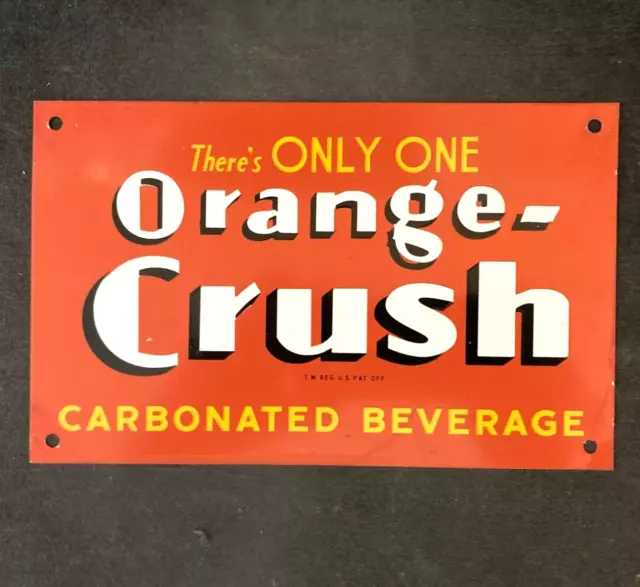 There's ONLY ONE
Orange-
Crush
T.M. REG. U.S. PAT. OFF.
CARBONATED BEVERAGE